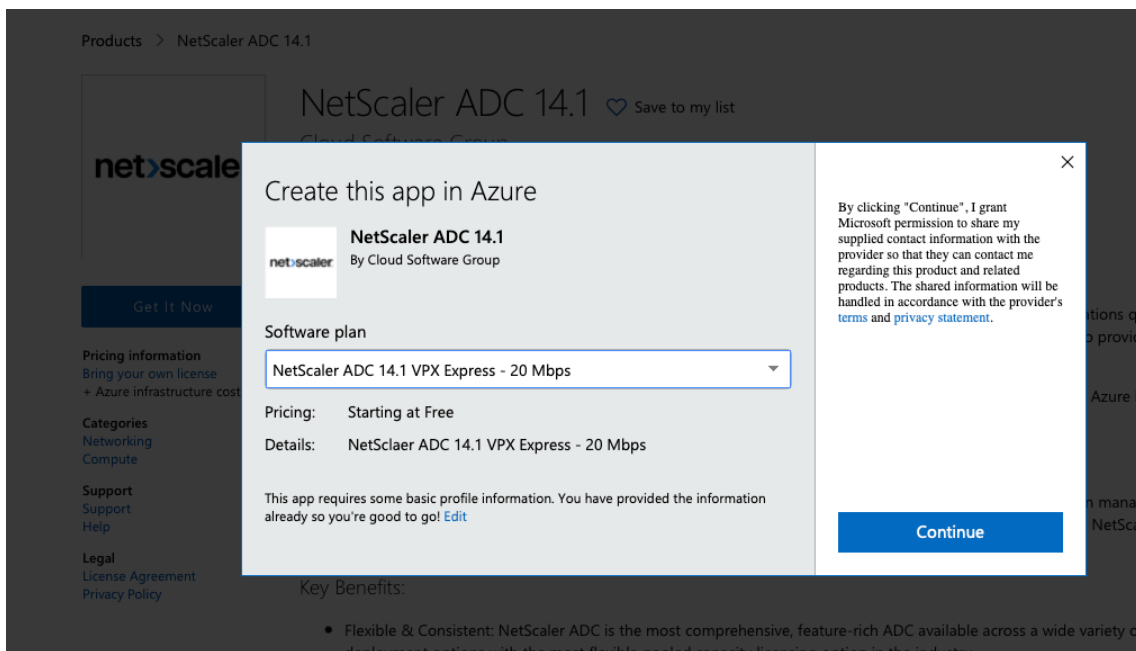 Products > NetScaler ADC 14.1
NetScaler ADC 14.1 Save to my list
Cloud Software Group
net>scale
Get It Now
Pricing information
Bring your own license
+ Azure infrastructure cost
Categories
Networking
Compute
Support
Support
Help
Legal
License Agreement
Privacy Policy
Create this app in Azure
net>scaler
NetScaler ADC 14.1
By Cloud Software Group
Software plan
NetScaler ADC 14.1 VPX Express - 20 Mbps
Pricing: Starting at Free
Details: NetSclaer ADC 14.1 VPX Express - 20 Mbps
This app requires some basic profile information. You have provided the information
already so you're good to go! Edit
By clicking "Continue", I grant
Microsoft permission to share my
supplied contact information with the
provider so that they can contact me
regarding this product and related
products. The shared information will be
handled in accordance with the provider's
terms and privacy statement.
Continue
Azure
Key Benefits:
• Flexible & Consistent: NetScaler ADC is the most comprehensive, feature-rich ADC available across a wide variety